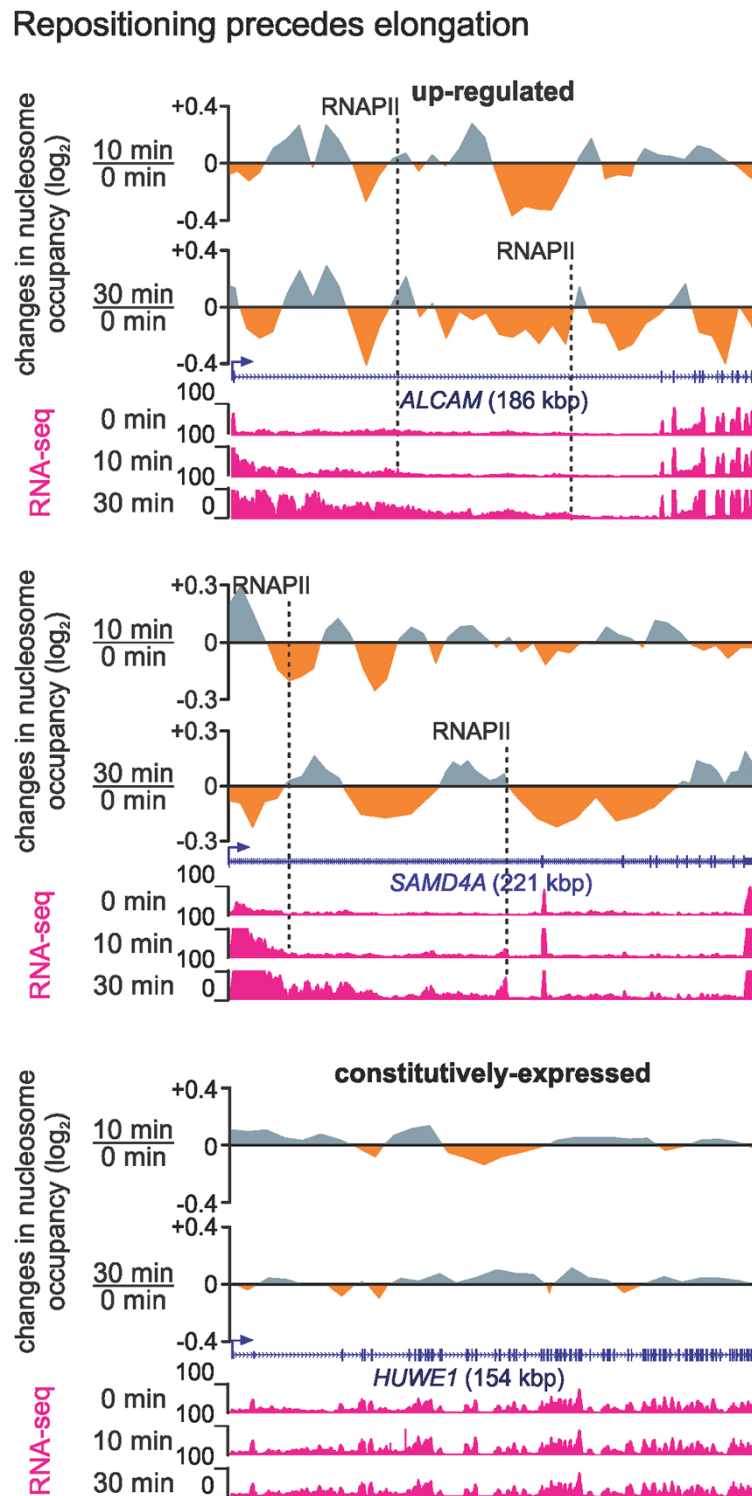 Repositioning precedes elongation
up-regulated
RNAPII
changes in nucleosome
occupancy (log2)
10 min
0 min
+0.4
0
-0.4
RNAPII
30 min
0 min
+0.4
0
-0.4
ALCAM (186 kbp)
RNA-seq
0 min
100
10 min
100
30 min
100
0
RNAPII
changes in nucleosome
occupancy (log2)
10 min
0 min
+0.3
0
-0.3
RNAPII
30 min
0 min
+0.3
0
-0.3
SAMD4A (221 kbp)
RNA-seq
0 min
100
10 min
100
30 min
100
0
constitutively-expressed
changes in nucleosome
occupancy (log2)
10 min
0 min
+0.4
0
-0.4
30 min
0 min
+0.4
0
-0.4
HUWE1 (154 kbp)
RNA-seq
0 min
100
10 min
100
30 min
100
0